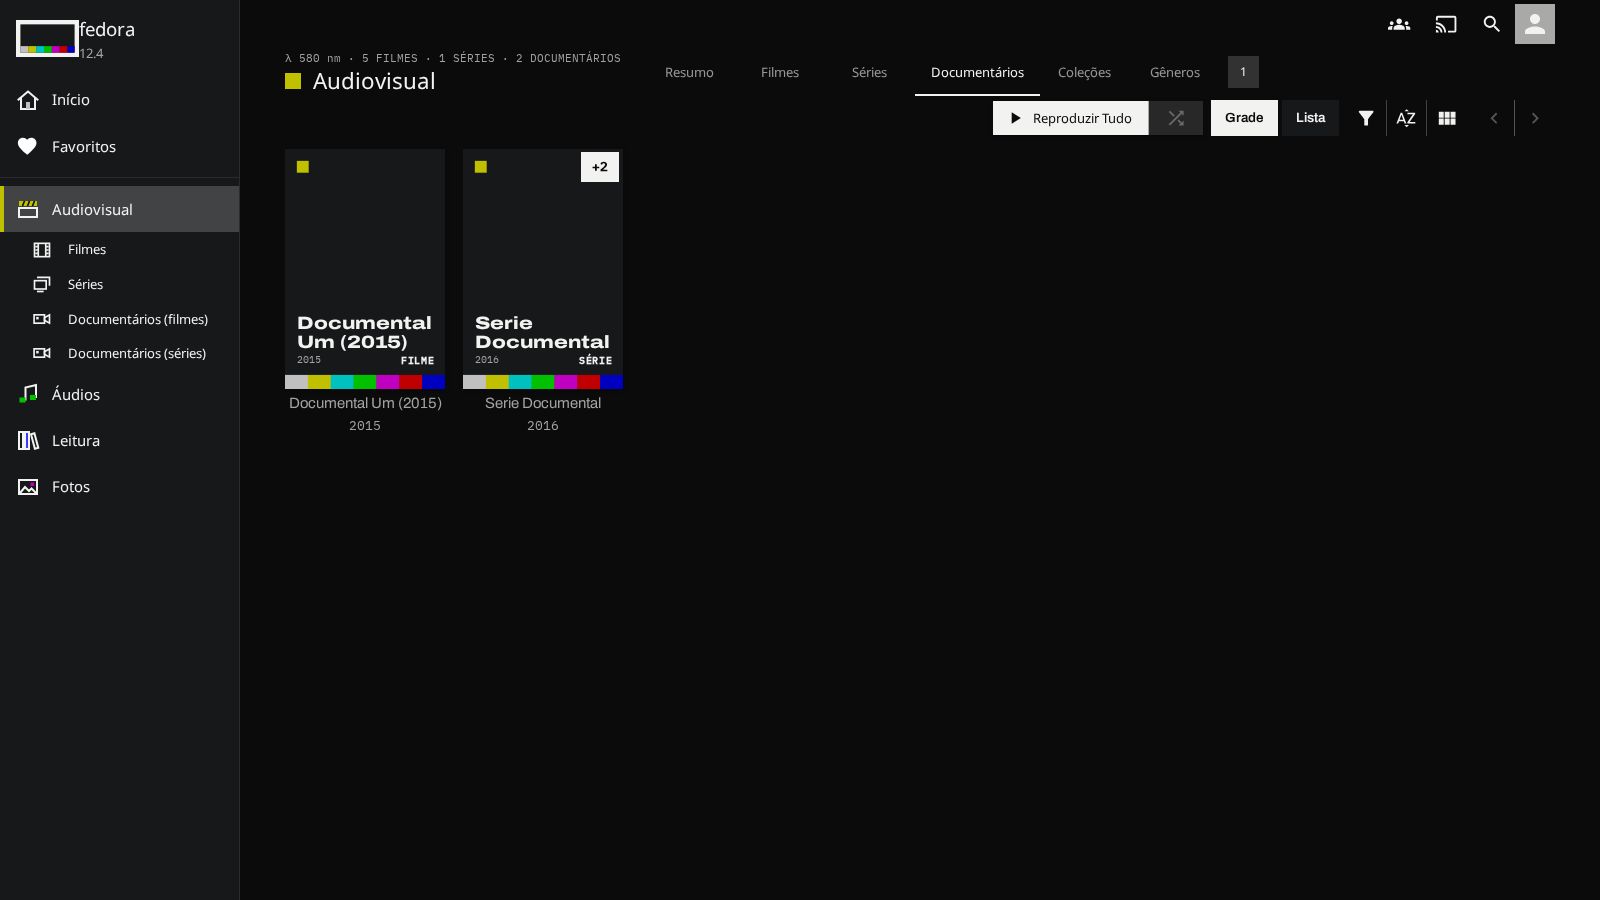 fedora
12.4
Início
Favoritos
Audiovisual
Filmes
Séries
Documentários (filmes)
Documentários (séries)
Áudios
Leitura
Fotos
λ 580 nm · 5 FILMES · 1 SÉRIES · 2 DOCUMENTÁRIOS
Audiovisual
Resumo
Filmes
Séries
Documentários
Coleções
Gêneros
1
Reproduzir Tudo
Grade
Lista
AZ
Documental
Um (2015)
2015 FILME
Documental Um (2015)
2015
+2
Serie
Documental
2016 SÉRIE
Serie Documental
2016